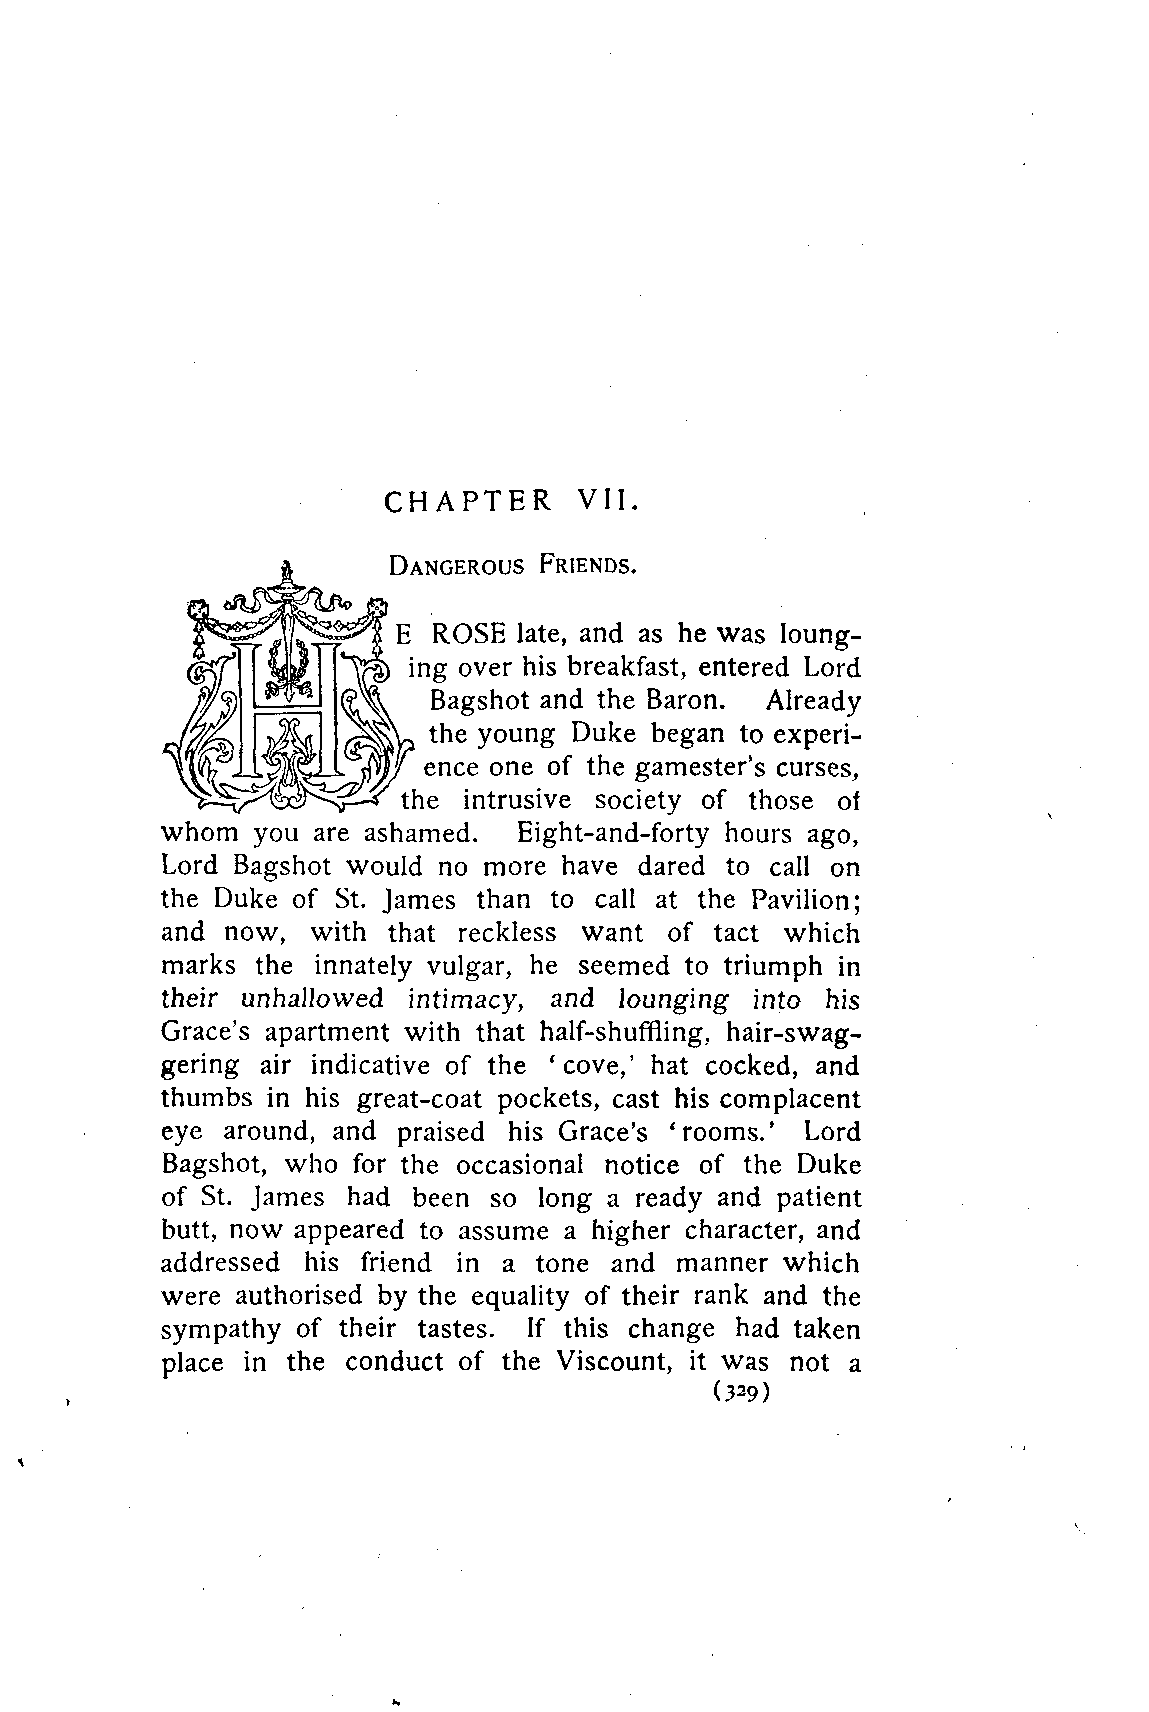 CHAPTER VII.
DANGEROUS FRIENDS.
HE ROSE late, and as he was loung-
ing over his breakfast, entered Lord
Bagshot and the Baron. Already
the young Duke began to experi-
ence one of the gamester's curses,
the intrusive society of those of
whom you are ashamed. Eight-and-forty hours ago,
Lord Bagshot would no more have dared to call on
the Duke of St. James than to call at the Pavilion;
and now, with that reckless want of tact which
marks the innately vulgar, he seemed to triumph in
their unhallowed intimacy, and lounging into his
Grace's apartment with that half-shuffling, hair-swag-
gering air indicative of the ‘cove,’ hat cocked, and
thumbs in his great-coat pockets, cast his complacent
eye around, and praised his Grace's ‘rooms.’ Lord
Bagshot, who for the occasional notice of the Duke
of St. James had been so long a ready and patient
butt, now appeared to assume a higher character, and
addressed his friend in a tone and manner which
were authorised by the equality of their rank and the
sympathy of their tastes. If this change had taken
place in the conduct of the Viscount, it was not a
(329)